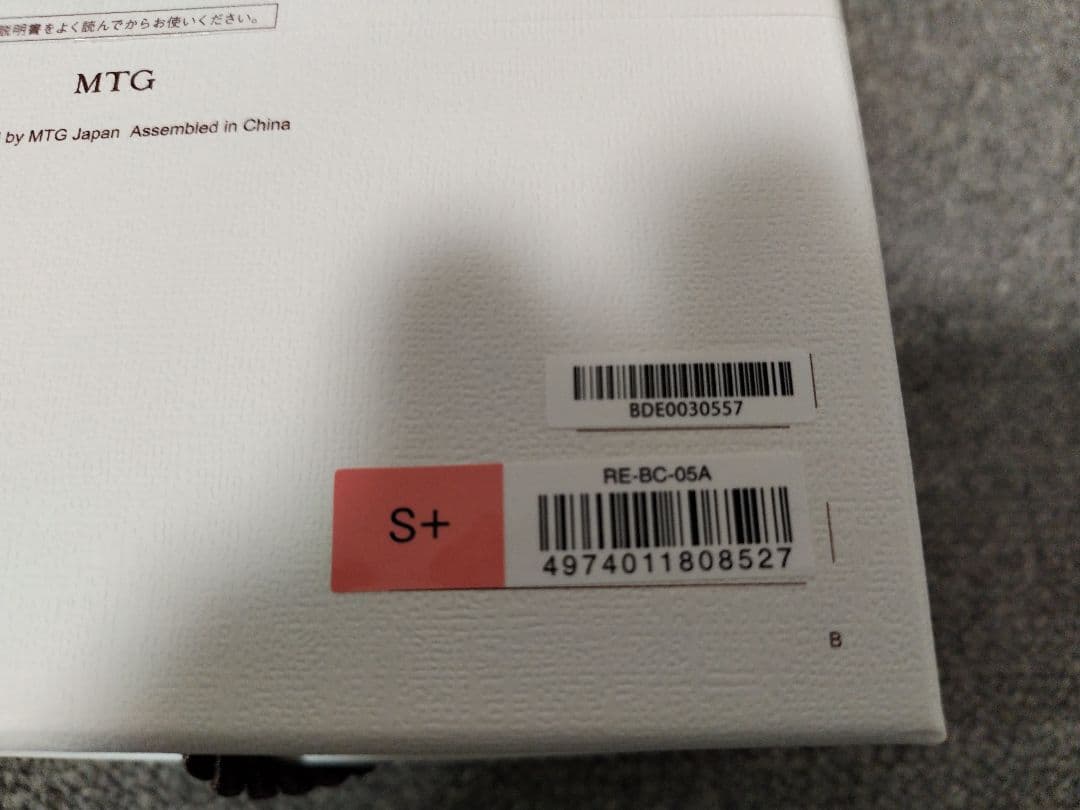 説明書をよく読んでからお使いください。
MTG
by MTG Japan Assembled in China
BDE0030557
RE-BC-05A
S+
4974011808527
B